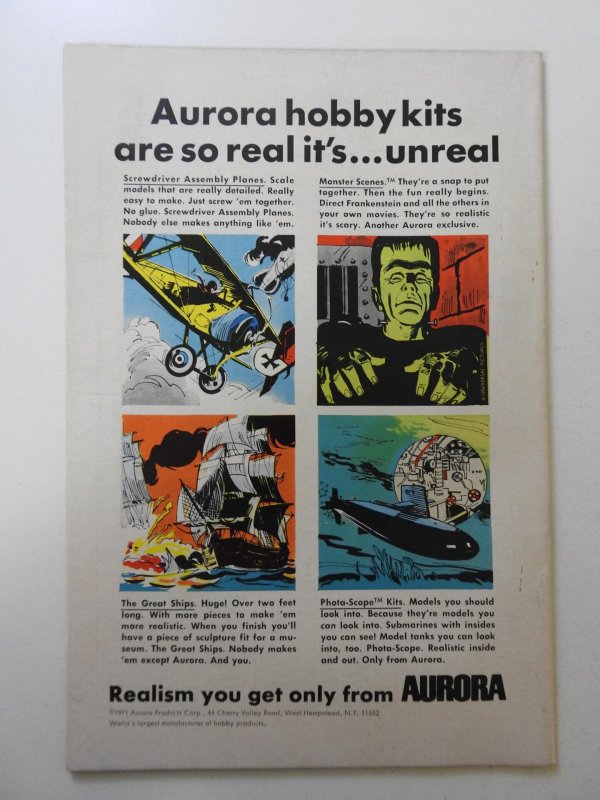 Aurora hobby kits
are so real it's...unreal
Screwdriver Assembly Planes. Scale
models that are really detailed. Really
easy to make. Just screw 'em together.
No glue. Screwdriver Assembly Planes.
Nobody else makes anything like 'em.
Monster Scenes.™ They're a snap to put
together. Then the fun really begins.
Direct Frankenstein and all the others in
your own movies. They're so realistic
it's scary. Another Aurora exclusive.
© UNIVERSAL PICTURES
The Great Ships. Huge! Over two feet
long. With more pieces to make 'em
more realistic. When you finish you'll
have a piece of sculpture fit for a mu-
seum. The Great Ships. Nobody makes
'em except Aurora. And you.
Phota-Scope™ Kits. Models you should
look into. Because they're models you
can look into. Submarines with insides
you can see! Model tanks you can look
into, too. Phota-Scope. Realistic inside
and out. Only from Aurora.
Realism you get only from AURORA
©1971 Aurora Products Corp., 44 Cherry Valley Road, West Hempstead, N.Y. 11552
World's largest manufacturer of hobby products.